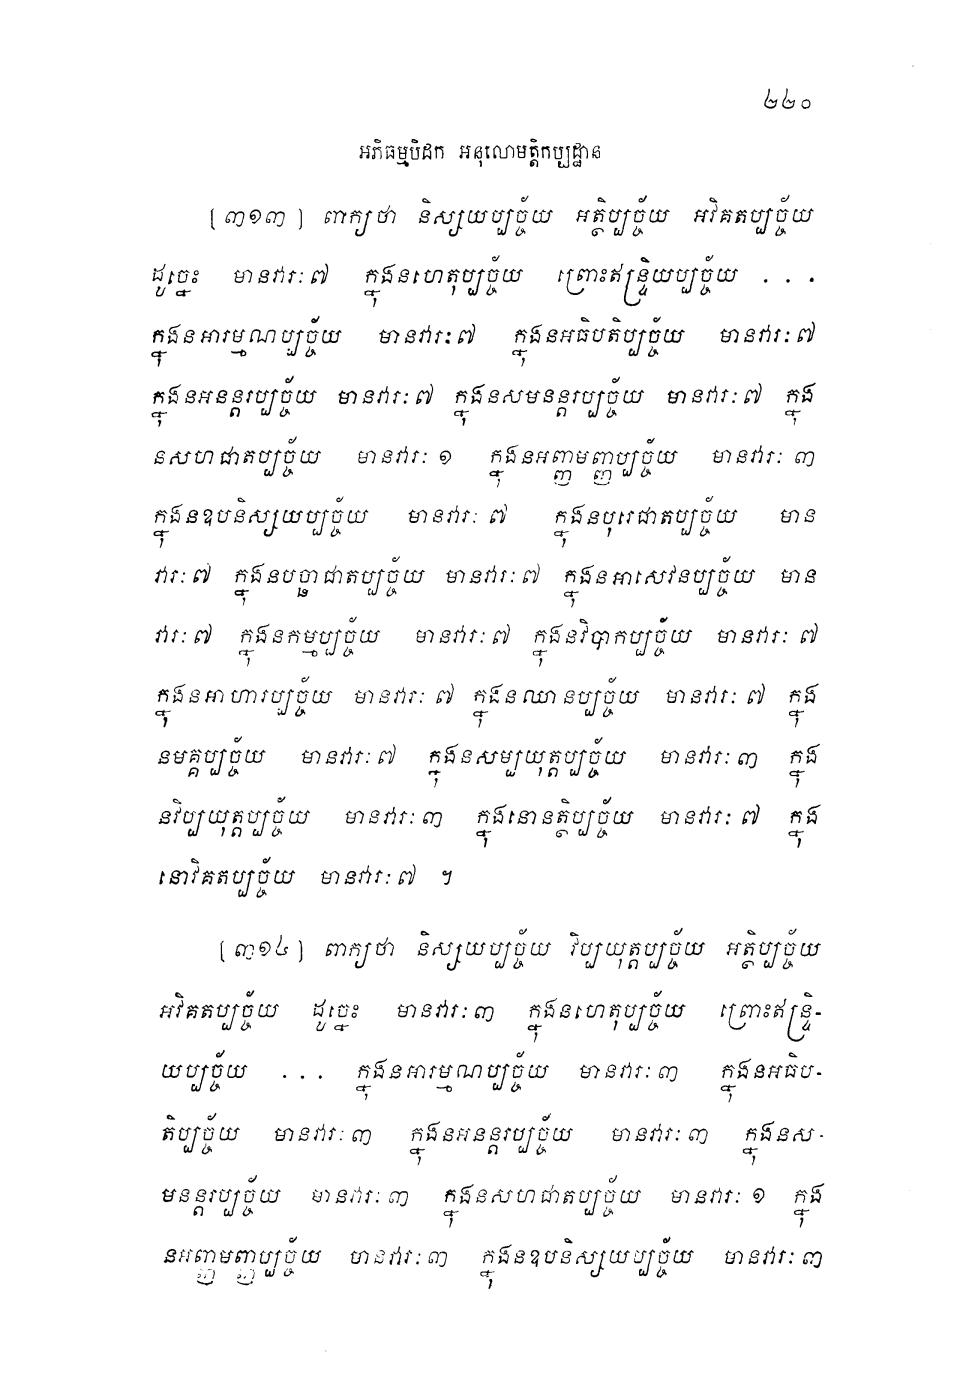 ២២០
អភិធម្មបិដក អនុលោមត្តិកប្បដ្ឋាន
[៣១៣] ពាក្យថា និស្សយប្បច្ច័យ អត្ថិប្បច្ច័យ អវិគតប្បច្ច័យ
ដូច្នេះ មានវារៈ៧ ក្នុងនហេតុប្បច្ច័យ ព្រោះឥន្ទ្រិយប្បច្ច័យ . . .
ក្នុងនអារម្មណប្បច្ច័យ មានវារៈ៧ ក្នុងនអធិបតិប្បច្ច័យ មានវារៈ៧
ក្នុងនអនន្តរប្បច្ច័យ មានវារៈ៧ ក្នុងនសមនន្តរប្បច្ច័យ មានវារៈ៧ ក្នុង
នសហជាតប្បច្ច័យ មានវារៈ ១ ក្នុងនអញ្ញាមញ្ញប្បច្ច័យ មានវារៈ ៣
ក្នុងនឧបនិស្សយប្បច្ច័យ មានវារៈ ៧ ក្នុងនបុរេជាតប្បច្ច័យ មាន
វារៈ៧ ក្នុងនបច្ឆាជាតប្បច្ច័យ មានវារៈ៧ ក្នុងនអាសេវនប្បច្ច័យ មាន
វារៈ៧ ក្នុងនកម្មប្បច្ច័យ មានវារៈ៧ ក្នុងនវិបាកប្បច្ច័យ មានវារៈ ៧
ក្នុងនអាហារប្បច្ច័យ មានវារៈ ៧ ក្នុងនឈានប្បច្ច័យ មានវារៈ ៧ ក្នុង
នមគ្គប្បច្ច័យ មានវារៈ៧ ក្នុងនសម្បយុត្តប្បច្ច័យ មានវារៈ៣ ក្នុង
នវិប្បយុត្តប្បច្ច័យ មានវារៈ៣ ក្នុងនោនត្ថិប្បច្ច័យ មានវារៈ ៧ ក្នុង
នោវិគតប្បច្ច័យ មានវារៈ៧ ។
[៣១៤] ពាក្យថា និស្សយប្បច្ច័យ វិប្បយុត្តប្បច្ច័យ អត្ថិប្បច្ច័យ
អវិគតប្បច្ច័យ ដូច្នេះ មានវារៈ៣ ក្នុងនហេតុប្បច្ច័យ ព្រោះឥន្ទ្រិ-
យប្បច្ច័យ . . . ក្នុងនអារម្មណប្បច្ច័យ មានវារៈ៣ ក្នុងនអធិប-
តិប្បច្ច័យ មានវារៈ ៣ ក្នុងនអនន្តរប្បច្ច័យ មានវារៈ៣ ក្នុងនស-
មនន្តរប្បច្ច័យ មានវារៈ ៣ ក្នុងនសហជាតប្បច្ច័យ មានវារៈ ១ ក្នុង
នអញ្ញមញ្ញប្បច្ច័យ មានវារៈ៣ ក្នុងនឧបនិស្សយប្បច្ច័យ មានវារៈ ៣